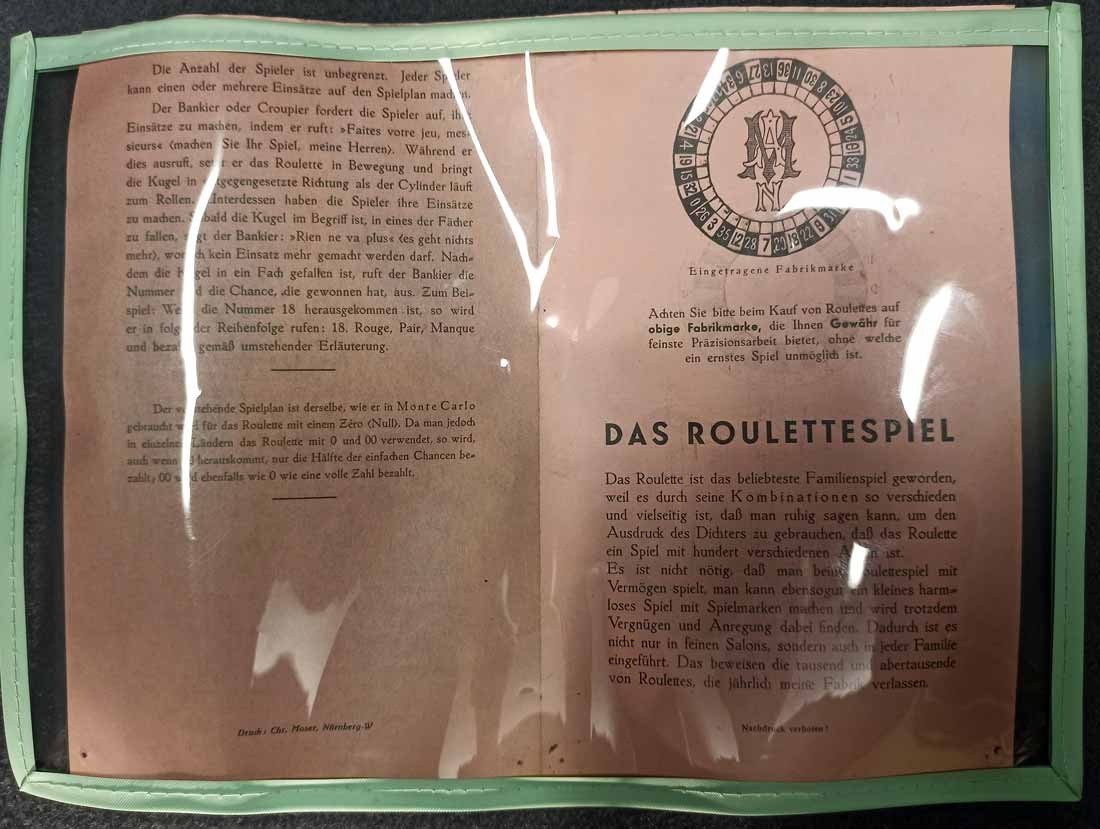 Die Anzahl der Spieler ist unbegrenzt. Jeder Spieler
kann einen oder mehrere Einsätze auf den Spielplan machen.
Der Bankier oder Croupier fordert die Spieler auf, ihre
Einsätze zu machen, indem er ruft: »Faites votre jeu, mes-
sieurs« (machen Sie Ihr Spiel, meine Herren). Während er
dies ausruft, setzt er das Roulette in Bewegung und bringt
die Kugel in entgegengesetzte Richtung als der Cylinder läuft
zum Rollen. Interdessen haben die Spieler ihre Einsätze
zu machen. Sobald die Kugel im Begriff ist, in eines der Fächer
zu fallen, sagt der Bankier: »Rien ne va plus« (es geht nichts
mehr), wonach kein Einsatz mehr gemacht werden darf. Nach-
dem die Kugel in ein Fach gefallen ist, ruft der Bankier die
Nummer und die Chance, die gewonnen hat, aus. Zum Bei-
spiel: Wenn die Nummer 18 herausgekommen ist, so wird
er in folgender Reihenfolge rufen: 18. Rouge, Pair, Manque
und bezahlt gemäß umstehender Erläuterung.
Der vorstehende Spielplan ist derselbe, wie er in Monte Carlo
gebraucht wird für das Roulette mit einem Zéro (Null). Da man jedoch
in einzelnen Ländern das Roulette mit 0 und 00 verwendet, so wird,
auch wenn 00 herauskommt, nur die Hälfte der einfachen Chancen be-
zahlt, 00 wird ebenfalls wie 0 wie eine volle Zahl bezahlt.
Druck: Chr. Moser, Nürnberg-W
Eingetragene Fabrikmarke
Achten Sie bitte beim Kauf von Roulettes auf
obige Fabrikmarke, die Ihnen Gewähr für
feinste Präzisionsarbeit bietet, ohne welche
ein ernstes Spiel unmöglich ist.
DAS ROULETTESPIEL
Das Roulette ist das beliebteste Familienspiel geworden,
weil es durch seine Kombinationen so verschieden
und vielseitig ist, daß man ruhig sagen kann, um den
Ausdruck des Dichters zu gebrauchen, daß das Roulette
ein Spiel mit hundert verschiedenen ist.
Es ist nicht nötig, daß man beim Roulettespiel mit
Vermögen spielt, man kann ebensogut ein kleines harm-
loses Spiel mit Spielmarken machen und wird trotzdem
Vergnügen und Anregung dabei finden. Dadurch ist es
nicht nur in feinen Salons, sondern auch in jeder Familie
eingeführt. Das beweisen die tausend und abertausende
von Roulettes, die jährlich meine Fabrik verlassen.
Nachdruck verboten!